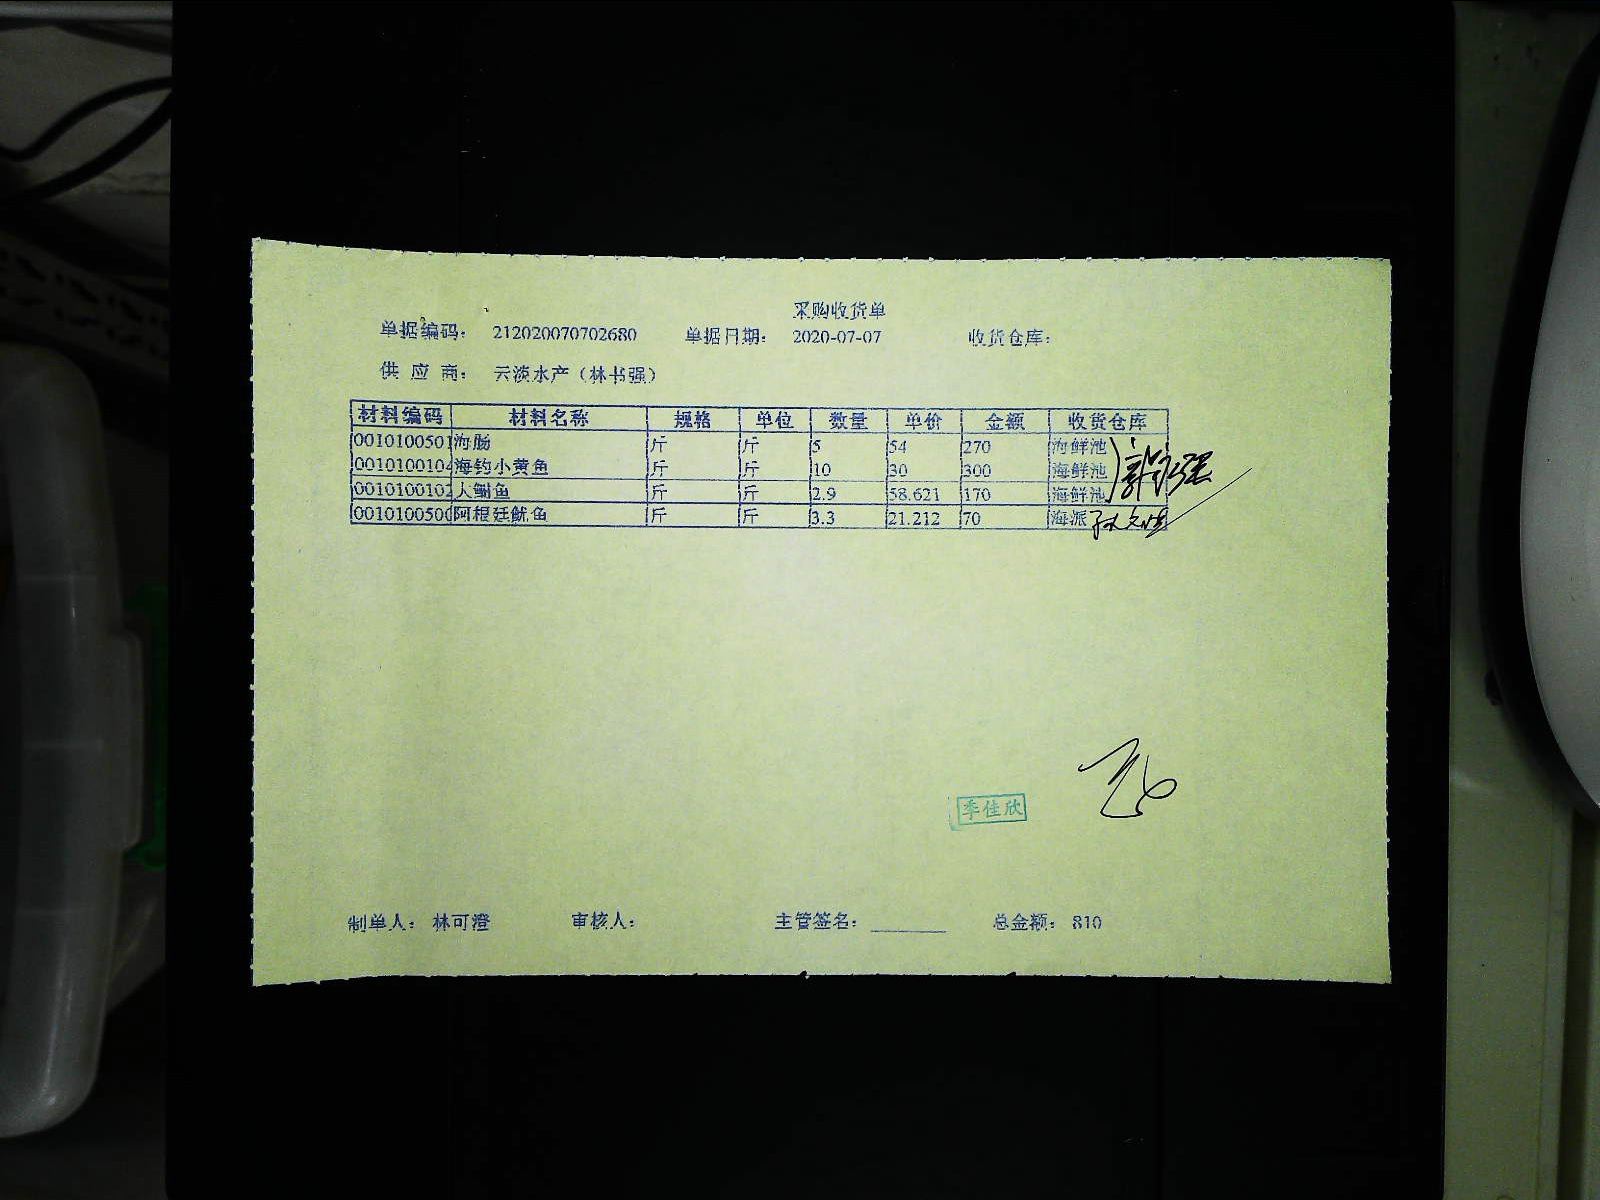 采购收货单
单据编码： 212020070702680 单据日期： 2020-07-07 收货仓库：
供 应 商： 云淡水产（林书强）
材料编码 材料名称 规格 单位 数量 单价 金额 收货仓库
0010100501 海肠 斤 斤 5 54 270 海鲜池
0010100104 海钓小黄鱼 斤 斤 10 30 300 海鲜池
0010100102 大鲷鱼 斤 斤 2.9 58.621 170 海鲜池
0010100500 阿根廷鱿鱼 斤 斤 3.3 21.212 70 海派
季佳欣
制单人： 林可澄 审核人： 主管签名： 总金额： 810